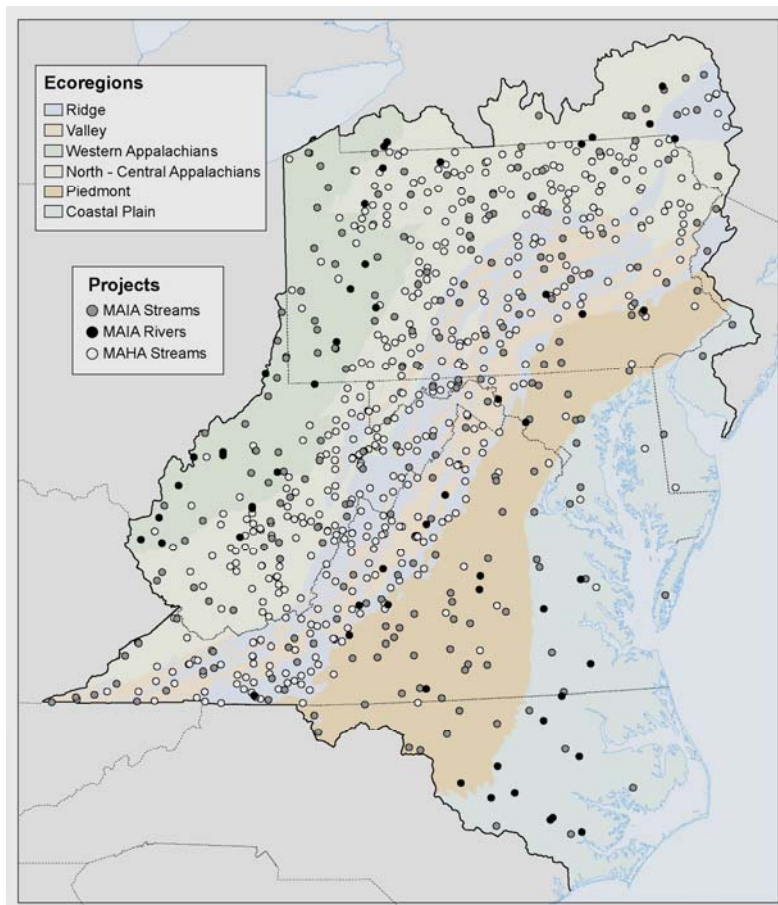 Ecoregions
Ridge
Valley
Western Appalachians
North - Central Appalachians
Piedmont
Coastal Plain
Projects
MAIA Streams
MAIA Rivers
MAHA Streams